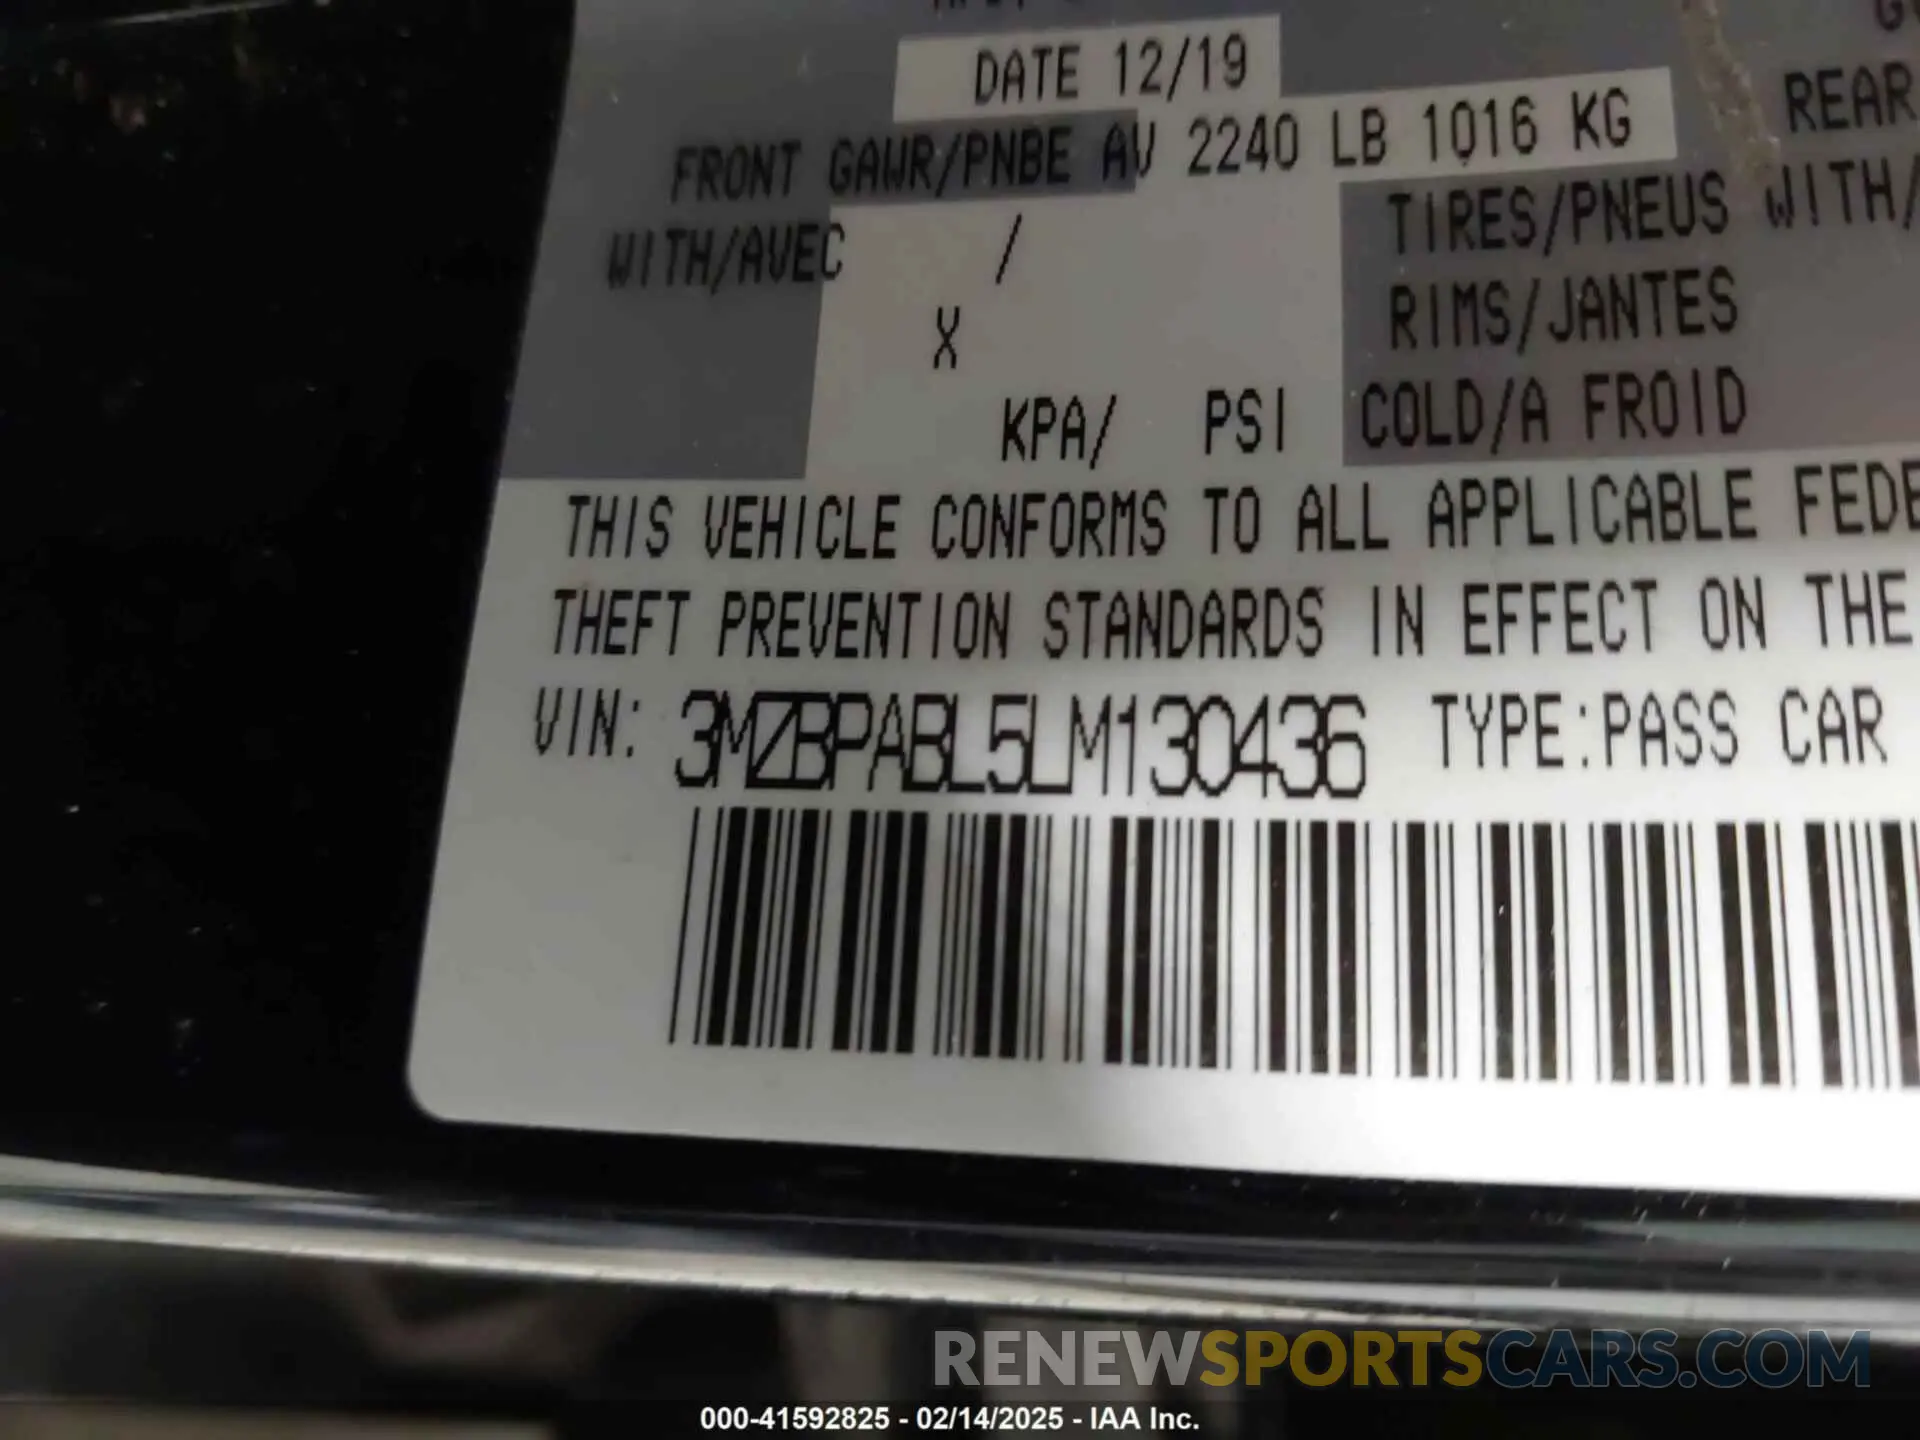 DATE 12/19
FRONT GAWR/PNBE AV 2240 LB 1016 KG
REAR
WITH/AVEC /
TIRES/PNEUS WITH/
X
RIMS/JANTES
KPA/ PSI COLD/A FROID
THIS VEHICLE CONFORMS TO ALL APPLICABLE FEDE
THEFT PREVENTION STANDARDS IN EFFECT ON THE
VIN: 3MZBPABL5LM130436 TYPE:PASS CAR
RENEWSPORTSCARS.COM
000-41592825 - 02/14/2025 - IAA Inc.